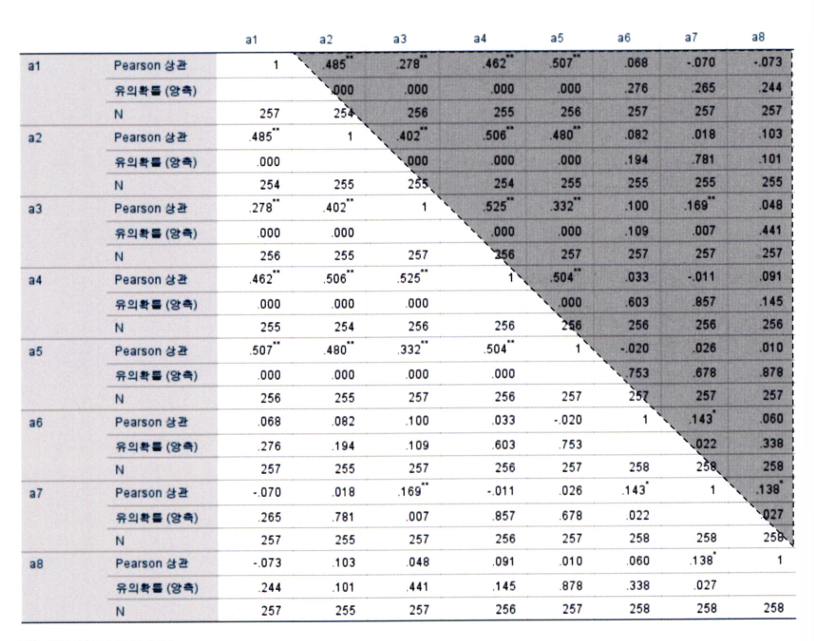 a1 a2 a3 a4 a5 a6 a7 a8
a1 Pearson 상관 1 .485** .278** .462** .507** .068 -.070 -.073
유의확률 (양측) .000 .000 .000 .000 .276 .265 .244
N 257 254 256 255 256 257 257 257
a2 Pearson 상관 .485** 1 .402** .506** .480** .082 .018 .103
유의확률 (양측) .000 .000 .000 .000 .194 .781 .101
N 254 255 255 254 255 255 255 255
a3 Pearson 상관 .278** .402** 1 .525** .332** .100 .169** .048
유의확률 (양측) .000 .000 .000 .000 .109 .007 .441
N 256 255 257 256 257 257 257 257
a4 Pearson 상관 .462** .506** .525** 1 .504** .033 -.011 .091
유의확률 (양측) .000 .000 .000 .000 .603 .857 .145
N 255 254 256 256 256 256 256 256
a5 Pearson 상관 .507** .480** .332** .504** 1 -.020 .026 .010
유의확률 (양측) .000 .000 .000 .000 .753 .678 .878
N 256 255 257 256 257 257 257 257
a6 Pearson 상관 .068 .082 .100 .033 -.020 1 .143* .060
유의확률 (양측) .276 .194 .109 .603 .753 .022 .338
N 257 255 257 256 257 258 258 258
a7 Pearson 상관 -.070 .018 .169** -.011 .026 .143* 1 .138*
유의확률 (양측) .265 .781 .007 .857 .678 .022 .027
N 257 255 257 256 257 258 258 258
a8 Pearson 상관 -.073 .103 .048 .091 .010 .060 .138* 1
유의확률 (양측) .244 .101 .441 .145 .878 .338 .027
N 257 255 257 256 257 258 258 258